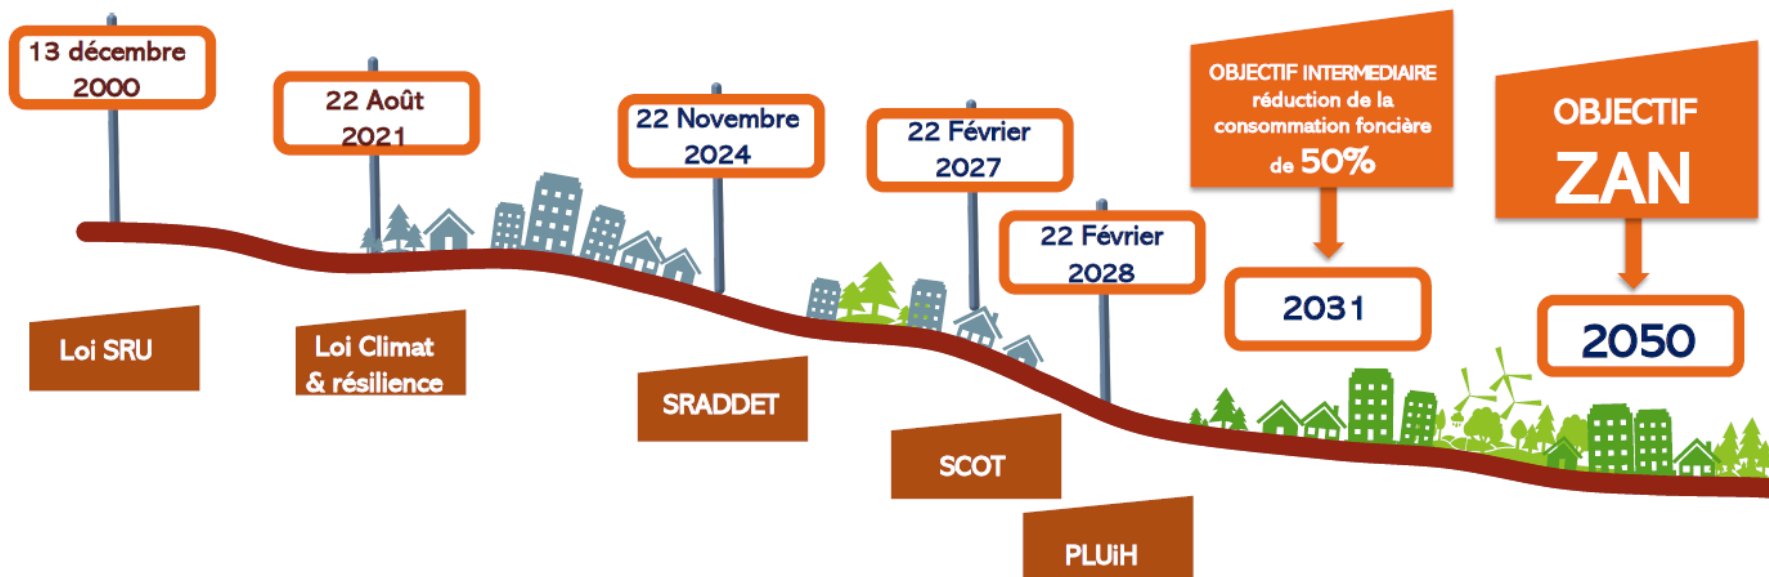 13 décembre
2000
22 Août
2021
22 Novembre
2024
22 Février
2027
22 Février
2028
OBJECTIF INTERMEDIAIRE
réduction de la
consommation foncière
de 50%
2031
OBJECTIF
ZAN
2050
Loi SRU
Loi Climat
& résilience
SRADDET
SCOT
PLUiH